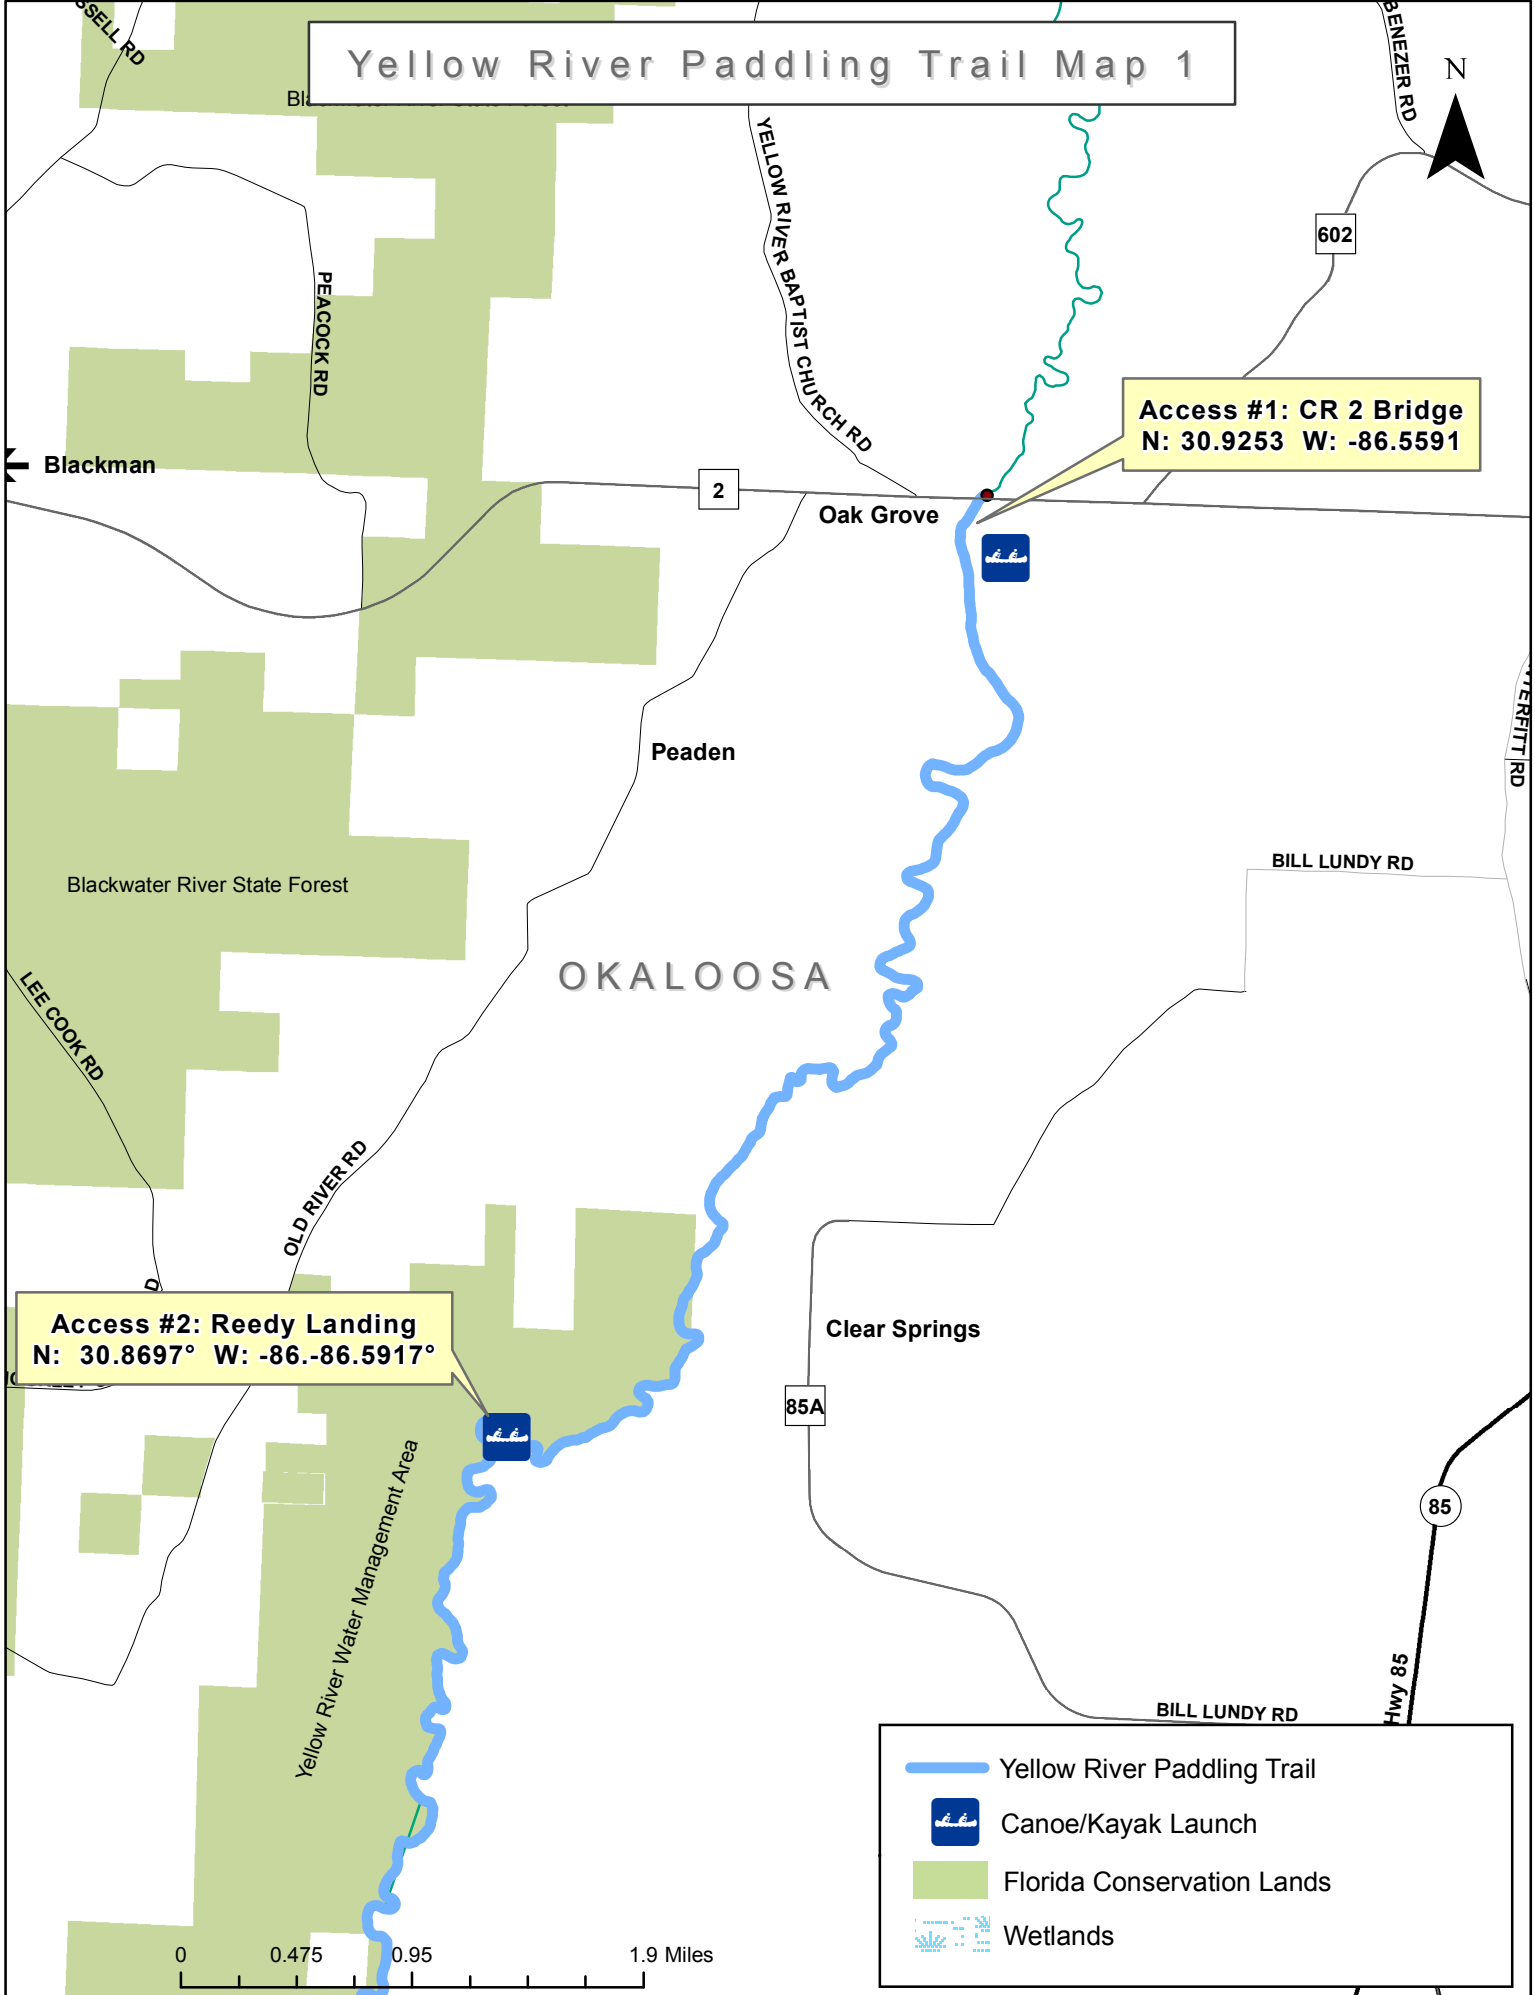 Yellow River Paddling Trail Map 1
N
602
YELLOW RIVER BAPTIST CHURCH RD
PEACOCK RD
Access #1: CR 2 Bridge
N: 30.9253 W: -86.5591
Blackman
2
Oak Grove
Peaden
BILL LUNDY RD
Blackwater River State Forest
OKALOOSA
LEE COOK RD
OLD RIVER RD
Access #2: Reedy Landing
N: 30.8697° W: -86.-86.5917°
Clear Springs
85A
85
Yellow River Water Management Area
Hwy 85
BILL LUNDY RD
Yellow River Paddling Trail
Canoe/Kayak Launch
Florida Conservation Lands
Wetlands
0 0.475 0.95 1.9 Miles